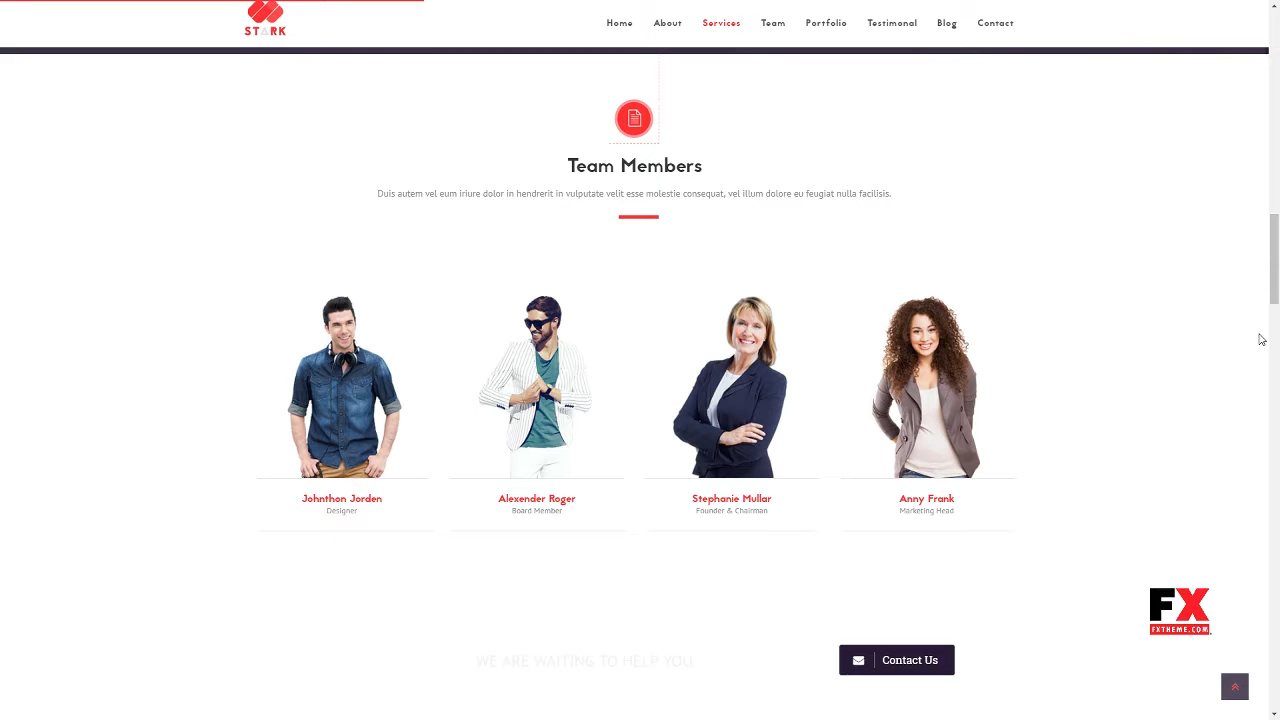 STARK
Home About Services Team Portfolio Testimonal Blog Contact
Team Members
Duis autem vel eum iriure dolor in hendrerit in vulputate velit esse molestie consequat, vel illum dolore eu feugiat nulla facilisis.
Johnthon Jorden Alexender Roger Stephanie Mullar Anny Frank
Designer Board Member Founder & Chairman Marketing Head
FX
FXTHEME.COM
WE ARE WAITING TO HELP YOU
Contact Us